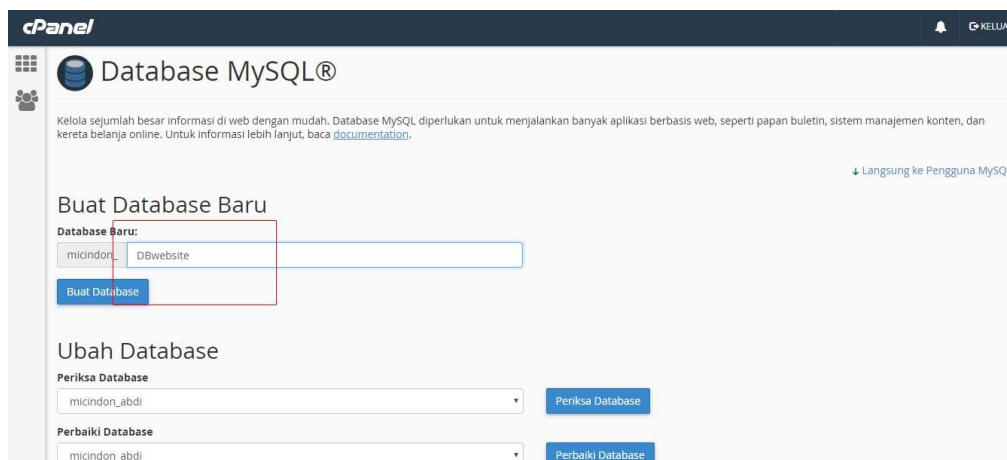 cPanel
KELUA
Database MySQL®
Kelola sejumlah besar informasi di web dengan mudah. Database MySQL diperlukan untuk menjalankan banyak aplikasi berbasis web, seperti papan buletin, sistem manajemen konten, dan
kereta belanja online. Untuk informasi lebih lanjut, baca documentation.
↓ Langsung ke Pengguna MySQ
Buat Database Baru
Database Baru:
micindon_ DBwebsite
Buat Database
Ubah Database
Periksa Database
micindon_abdi Periksa Database
Perbaiki Database
micindon_abdi Perbaiki Database